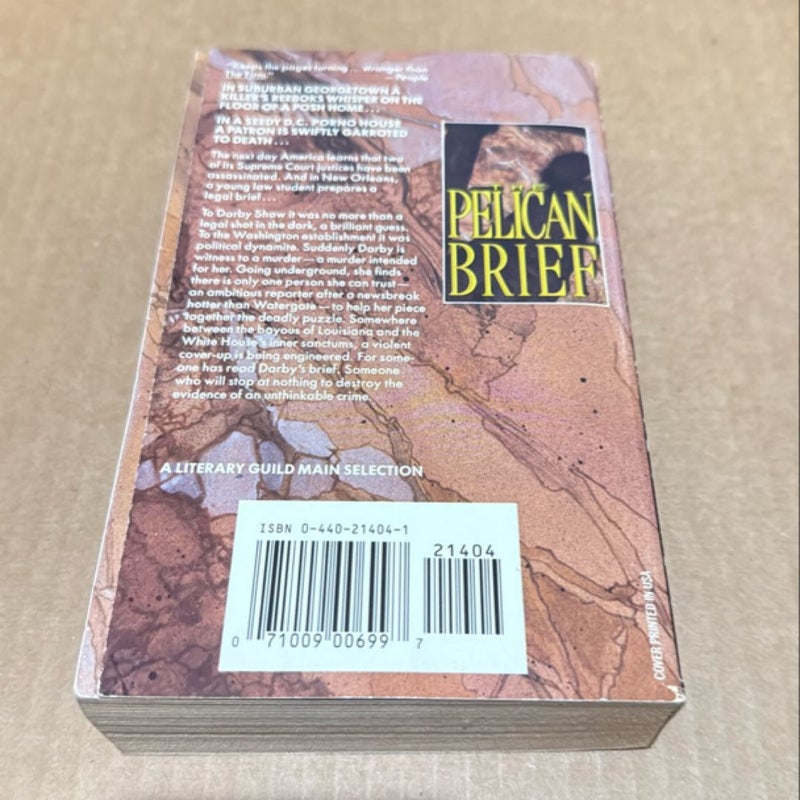 "Keeps the pages turning ... stronger than
The Firm."                —People
IN SUBURBAN GEORGETOWN A
KILLER'S REEBOKS WHISPER ON THE
FLOOR OF A POSH HOME...
IN A SEEDY D.C. PORNO HOUSE
A PATRON IS SWIFTLY GARROTED
TO DEATH...
The next day America learns that two
of its Supreme Court justices have been
assassinated. And in New Orleans,
a young law student prepares a
legal brief...
To Darby Shaw it was no more than a
legal shot in the dark, a brilliant guess.
To the Washington establishment it was
political dynamite. Suddenly Darby is
witness to a murder—a murder intended
for her. Going underground, she finds
there is only one person she can trust—
an ambitious reporter after a newsbreak
hotter than Watergate—to help her piece
together the deadly puzzle. Somewhere
between the bayous of Louisiana and the
White House's inner sanctums, a violent
cover-up is being engineered. For some-
one has read Darby's brief. Someone
who will stop at nothing to destroy the
evidence of an unthinkable crime.
THE
PELICAN
BRIEF
A LITERARY GUILD MAIN SELECTION
ISBN 0-440-21404-1
21404
0 71009 00699 7
COVER PRINTED IN USA